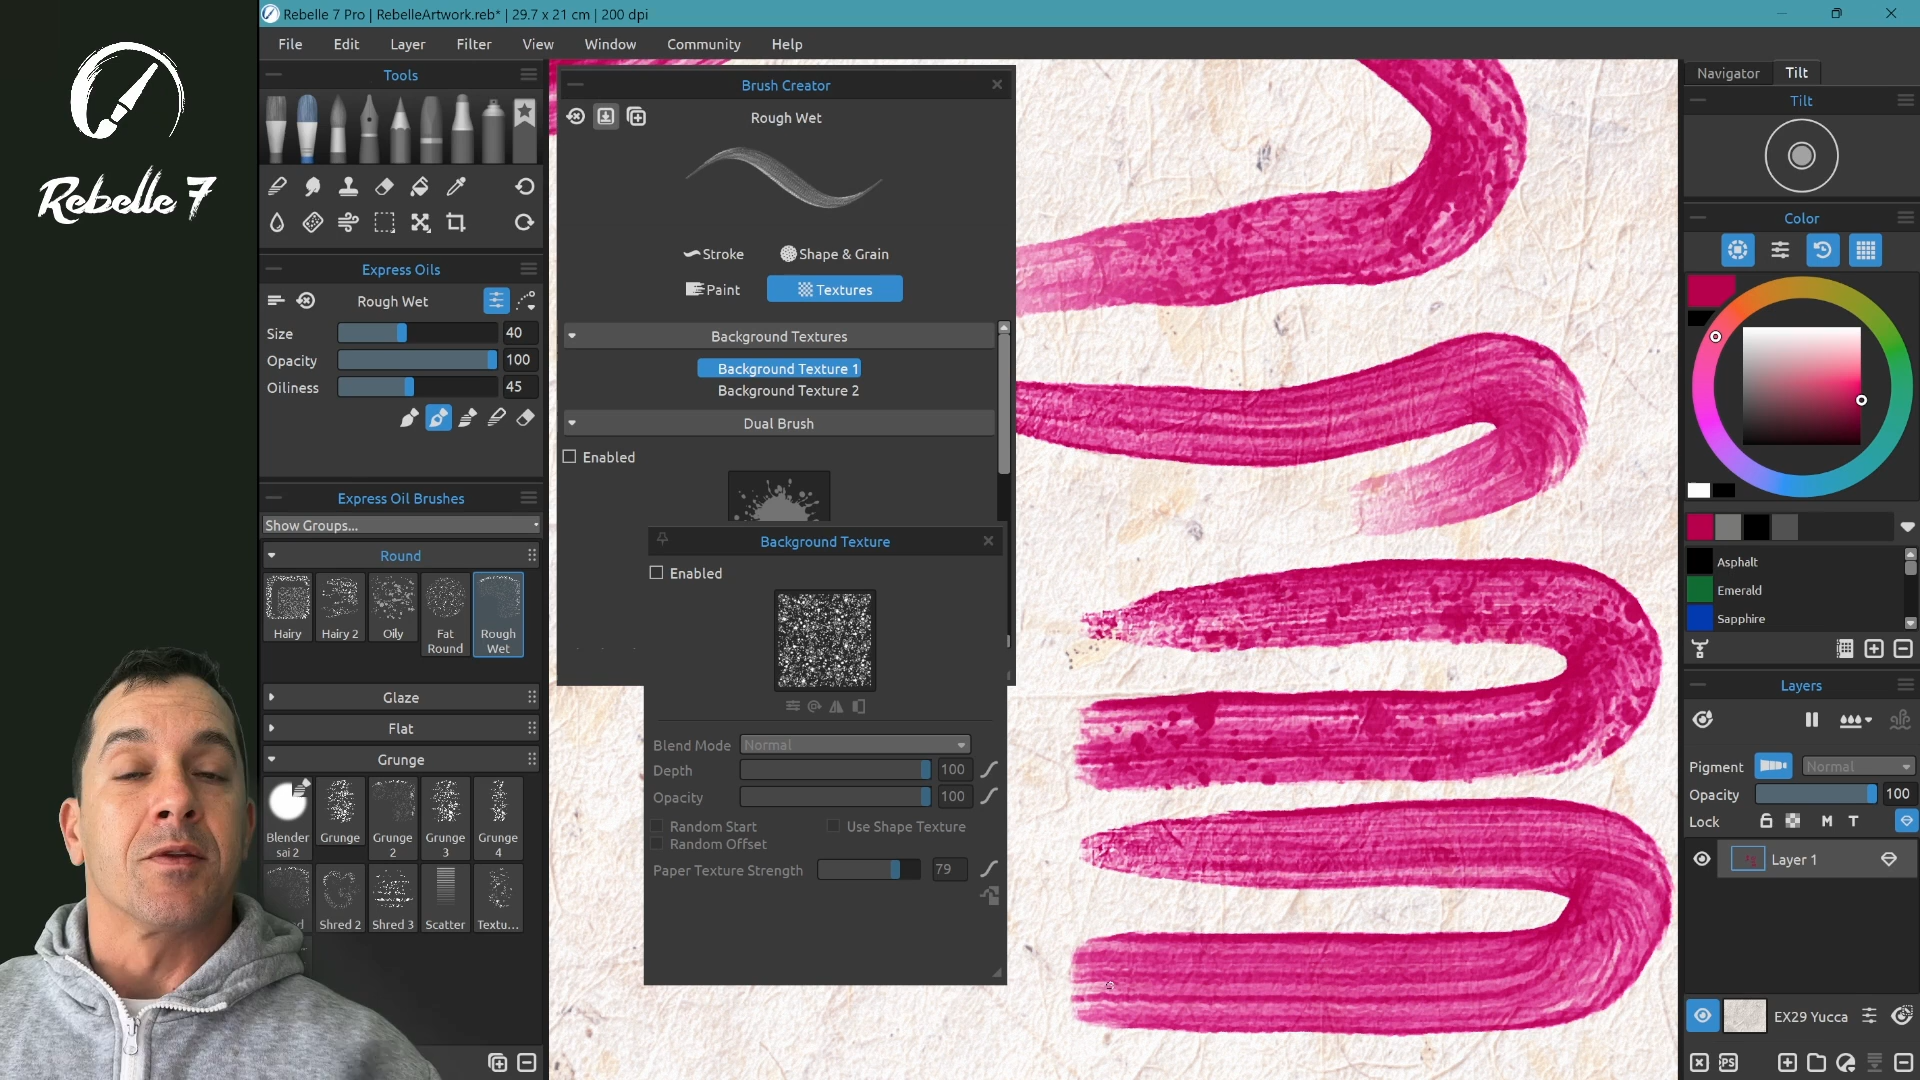 Rebelle 7 Pro | RebelleArtwork.reb* | 29.7 x 21 cm | 200 dpi
Rebelle 7
File Edit Layer Filter View Window Community Help
Tools
Express Oils
Rough Wet
Size 40
Opacity 100
Oiliness 45
Express Oil Brushes
Show Groups...
Round
Hairy Hairy 2 Oily Fat Round Rough Wet
Glaze
Flat
Grunge
Blender sai 2 Grunge Grunge 2 Grunge 3 Grunge 4
Shred 2 Shred 3 Scatter Textu...
Brush Creator
Rough Wet
Stroke Shape & Grain
Paint Textures
Background Textures
Background Texture 1
Background Texture 2
Dual Brush
Enabled
Background Texture
Enabled
Blend Mode Normal
Depth 100
Opacity 100
Random Start Use Shape Texture
Random Offset
Paper Texture Strength 79
Navigator Tilt
Tilt
Color
Asphalt
Emerald
Sapphire
Layers
Pigment Normal
Opacity 100
Lock M T
Layer 1
EX29 Yucca
PS